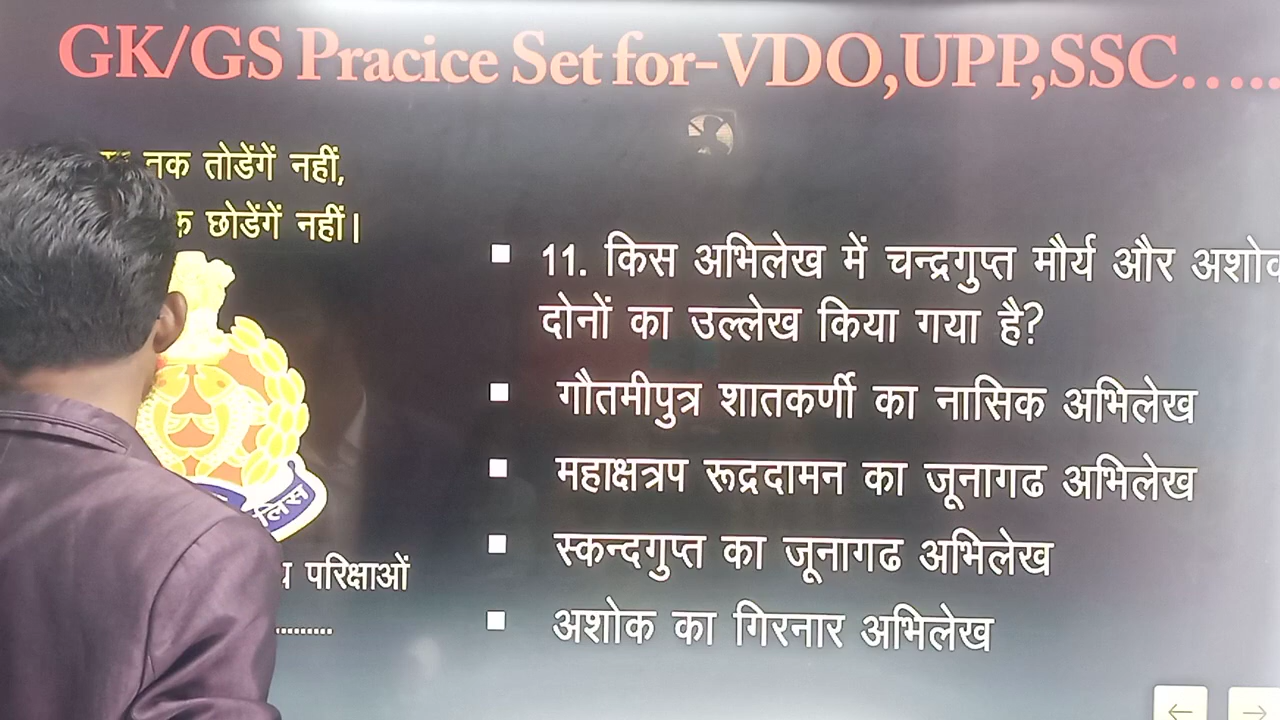 GK/GS Pracice Set for-VDO,UPP,SSC.....
तोडेंगें नहीं,
छोडेंगें नहीं।
11. किस अभिलेख में चन्द्रगुप्त मौर्य और अशोक
दोनों का उल्लेख किया गया है?
गौतमीपुत्र शातकर्णी का नासिक अभिलेख
महाक्षत्रप रूद्रदामन का जूनागढ अभिलेख
स्कन्दगुप्त का जूनागढ अभिलेख
अशोक का गिरनार अभिलेख
परिक्षाओं